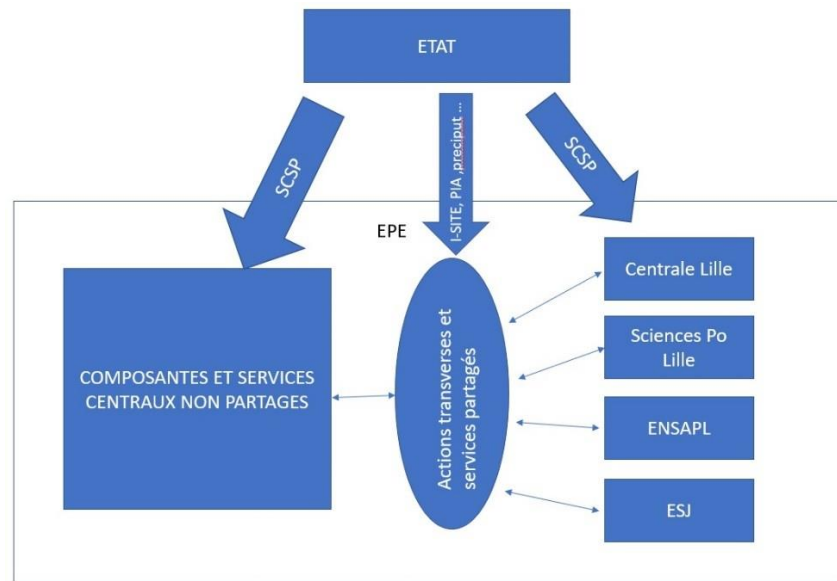 ETAT
SCSP
I-SITE, PIA ,preciput ...
SCSP
EPE
Centrale Lille
Sciences Po
Lille
COMPOSANTES ET SERVICES
CENTRAUX NON PARTAGES
Actions transverses et
services partagés
ENSAPL
ESJ